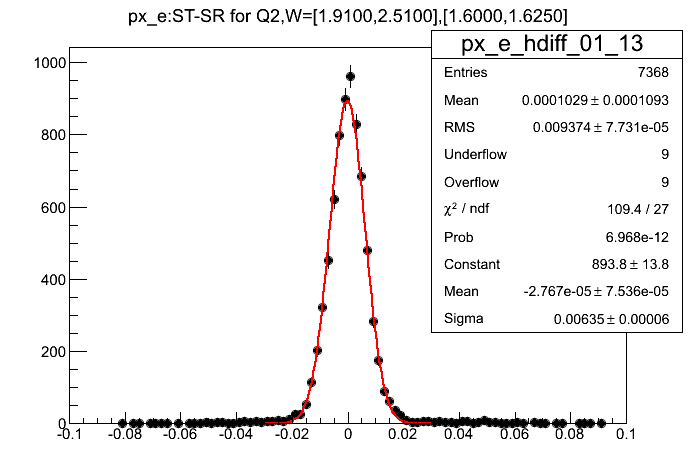 px_e:ST-SR for Q2,W=[1.9100,2.5100],[1.6000,1.6250]
px_e_hdiff_01_13
Entries 7368
Mean 0.0001029 ± 0.0001093
RMS 0.009374 ± 7.731e-05
Underflow 9
Overflow 9
χ² / ndf 109.4 / 27
Prob 6.968e-12
Constant 893.8 ± 13.8
Mean -2.767e-05 ± 7.536e-05
Sigma 0.00635 ± 0.00006
1000
800
600
400
200
0
-0.1 -0.08 -0.06 -0.04 -0.02 0 0.02 0.04 0.06 0.08 0.1